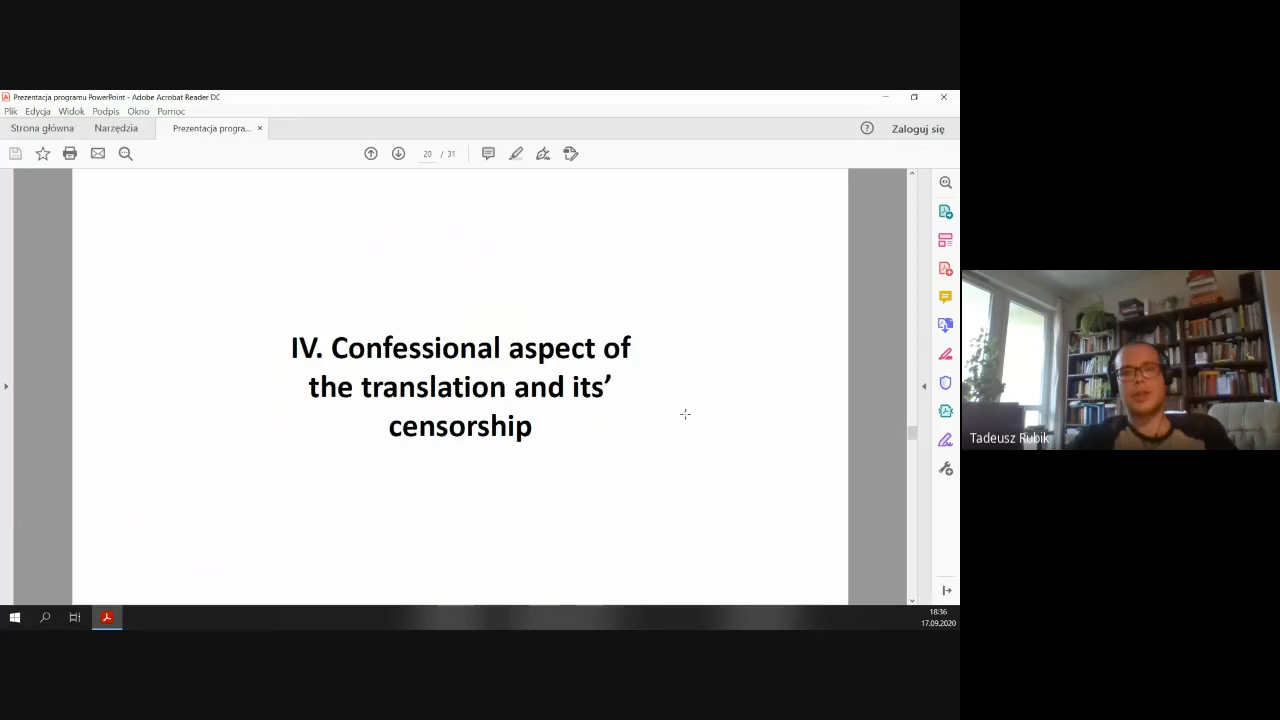 Prezentacja programu PowerPoint - Adobe Acrobat Reader DC
Plik Edycja Widok Podpis Okno Pomoc
Strona główna Narzędzia Prezentacja progra... × Zaloguj się
20 / 31
IV. Confessional aspect of
the translation and its’
censorship
Tadeusz Rubik
18:36
17.09.2020